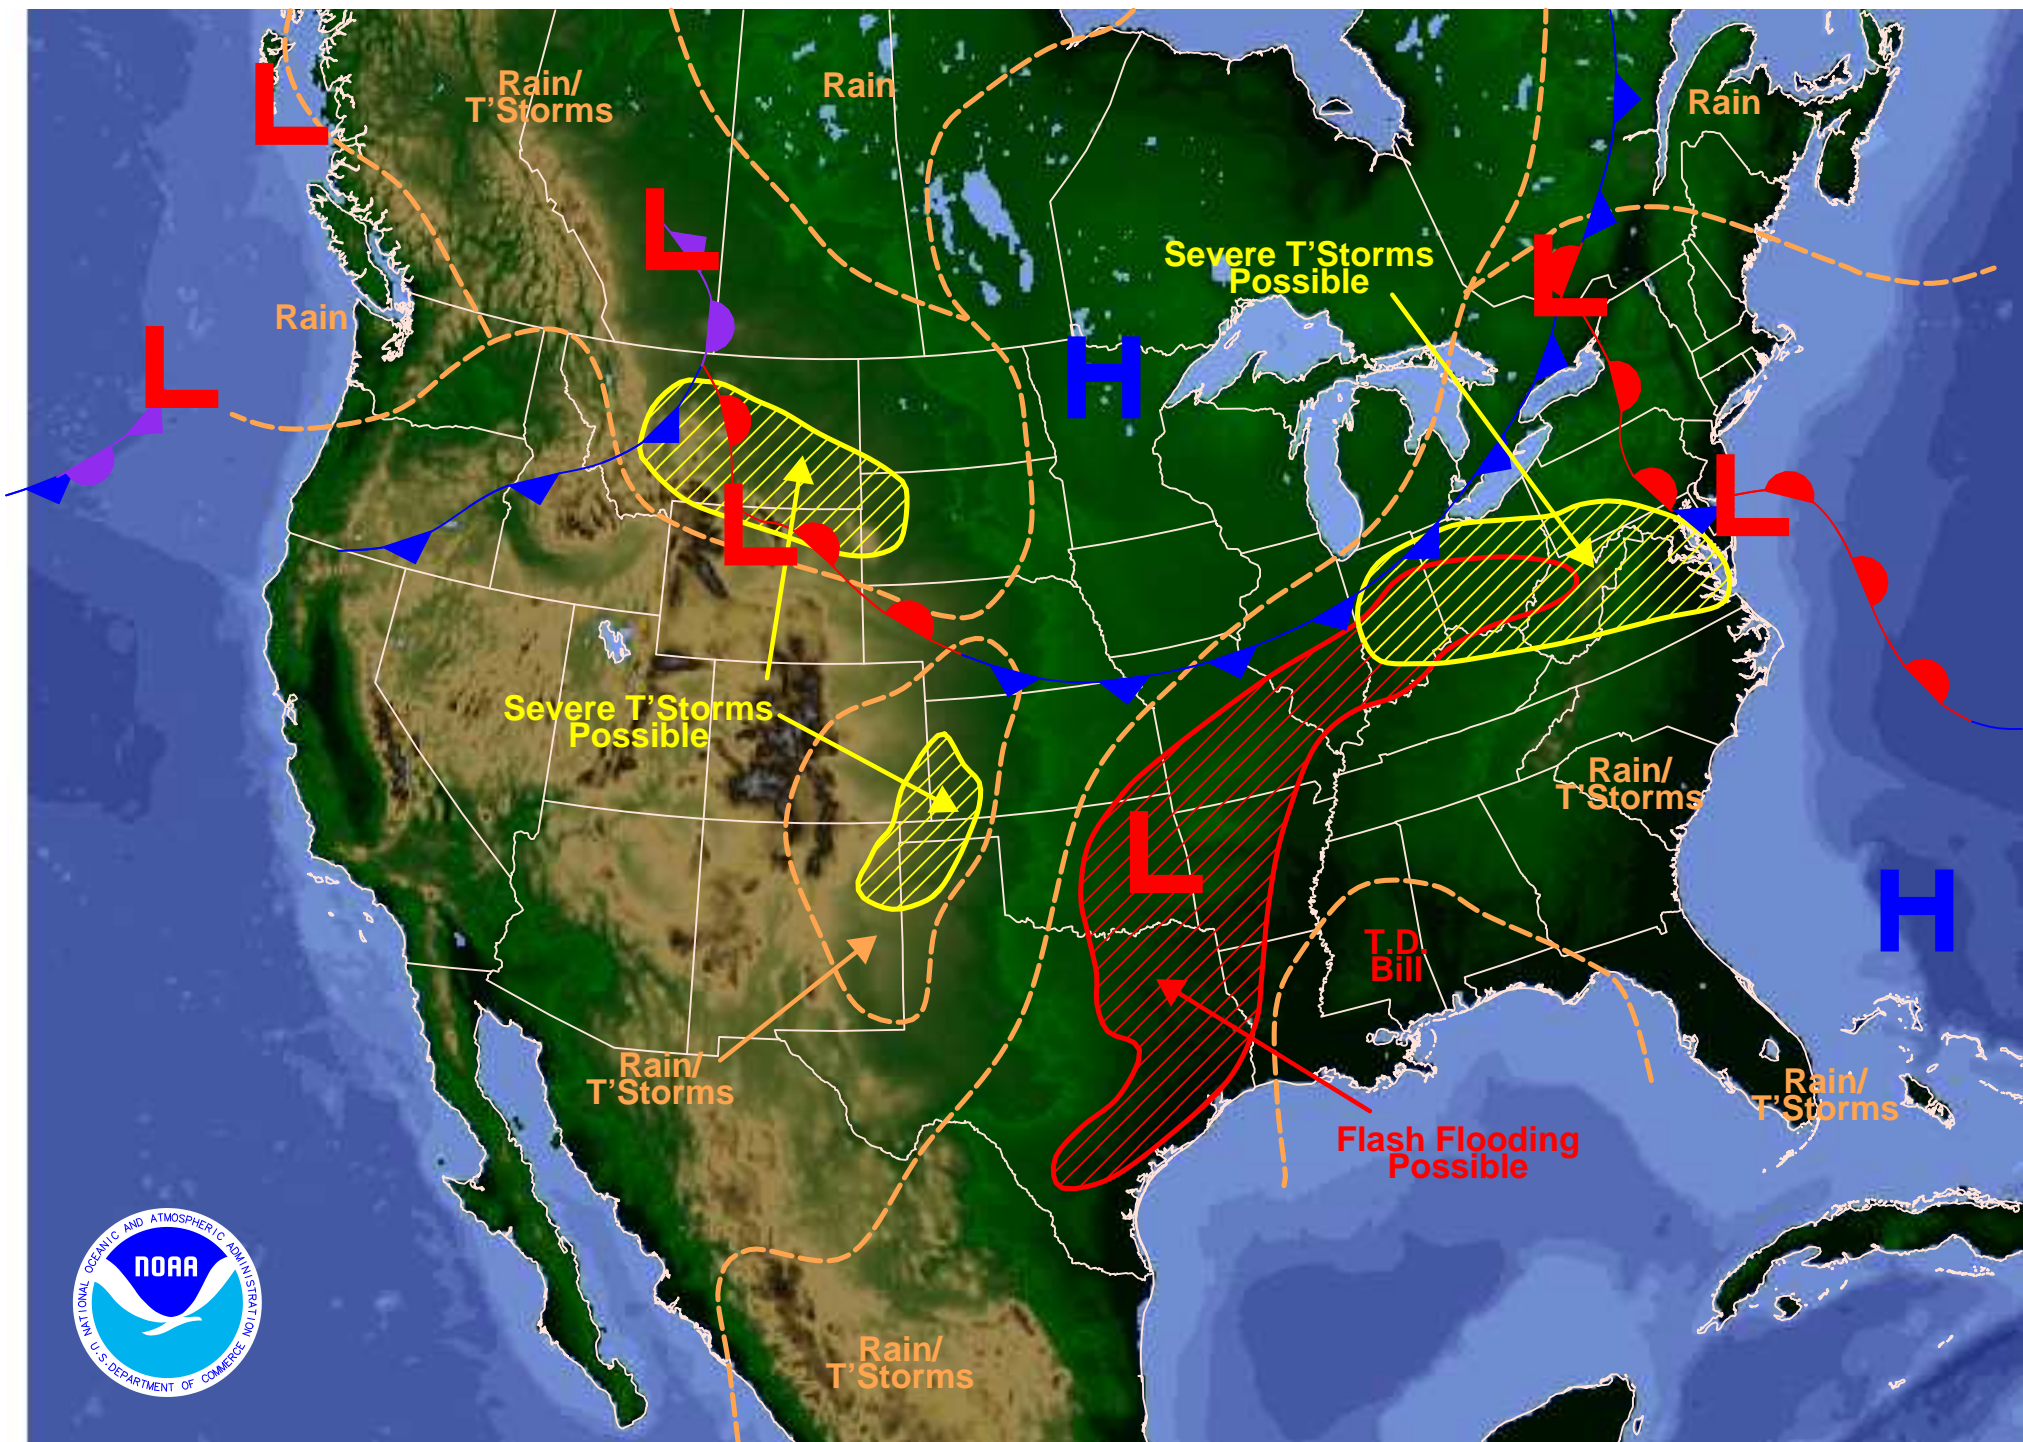 Rain/
T'Storms
Rain
Rain
L
L
Severe T'Storms
Possible
L
Rain
L
H
L
L
Severe T'Storms
Possible
Rain/
T'Storms
L
H
T.D.
Bill
Rain/
T'Storms
Rain/
T'Storms
Flash Flooding
Possible
NATIONAL OCEANIC AND ATMOSPHERIC ADMINISTRATION
NOAA
U.S. DEPARTMENT OF COMMERCE
Rain/
T'Storms